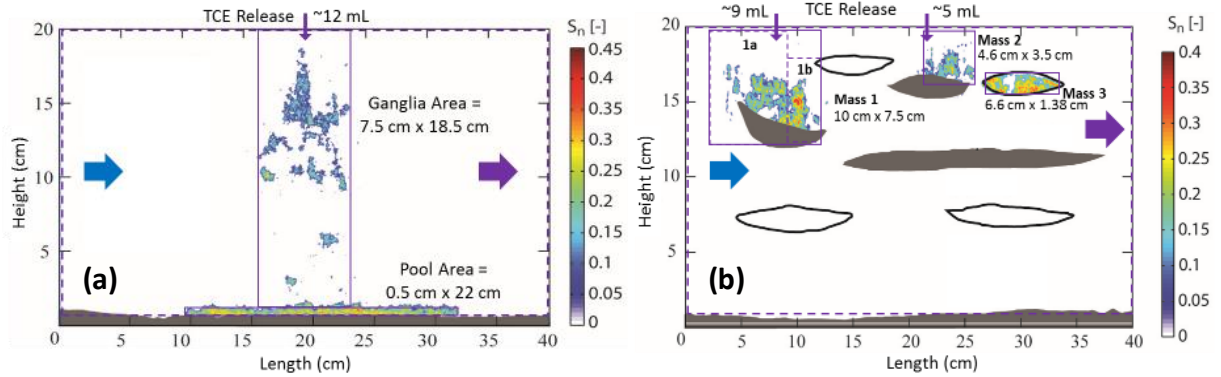 TCE Release ~12 mL
Sn [-]
20
15
10
5
Height (cm)
Ganglia Area =
7.5 cm x 18.5 cm
Pool Area =
0.5 cm x 22 cm
(a)
0 5 10 15 20 25 30 35 40
Length (cm)
0.45
0.4
0.35
0.3
0.25
0.2
0.15
0.1
0.05
0
~9 mL TCE Release ~5 mL
Sn [-]
20
15
10
5
Height (cm)
1a
1b
Mass 1
10 cm x 7.5 cm
Mass 2
4.6 cm x 3.5 cm
Mass 3
6.6 cm x 1.38 cm
(b)
0 5 10 15 20 25 30 35 40
Length (cm)
0.4
0.35
0.3
0.25
0.2
0.15
0.1
0.05
0